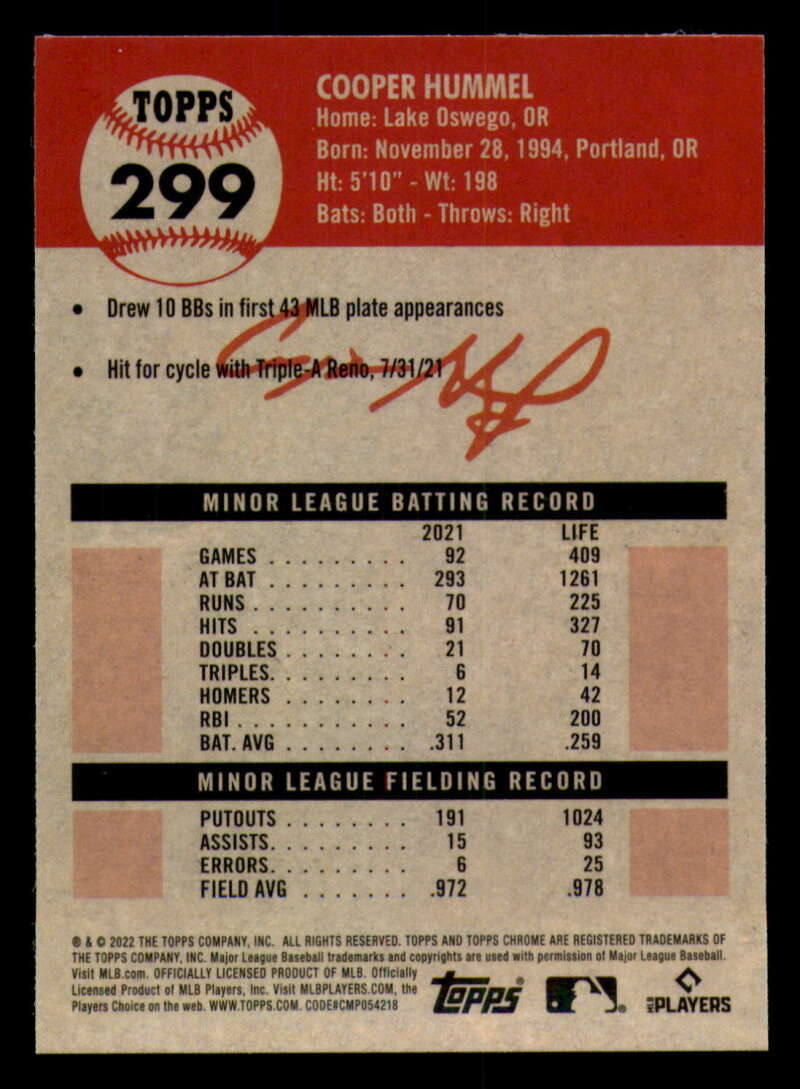 TOPPS
299
COOPER HUMMEL
Home: Lake Oswego, OR
Born: November 28, 1994, Portland, OR
Ht: 5'10" - Wt: 198
Bats: Both - Throws: Right
• Drew 10 BBs in first 43 MLB plate appearances
• Hit for cycle with Triple-A Reno, 7/31/21
MINOR LEAGUE BATTING RECORD
2021 LIFE
GAMES . . . . . . . . . 92 409
AT BAT . . . . . . . . . 293 1261
RUNS . . . . . . . . . . 70 225
HITS . . . . . . . . . . 91 327
DOUBLES . . . . . . . . 21 70
TRIPLES. . . . . . . . . 6 14
HOMERS . . . . . . . . 12 42
RBI . . . . . . . . . . . 52 200
BAT. AVG . . . . . . . . .311 .259
MINOR LEAGUE FIELDING RECORD
PUTOUTS . . . . . . . . 191 1024
ASSISTS. . . . . . . . . 15 93
ERRORS. . . . . . . . . 6 25
FIELD AVG . . . . . . . .972 .978
® & © 2022 THE TOPPS COMPANY, INC. ALL RIGHTS RESERVED. TOPPS AND TOPPS CHROME ARE REGISTERED TRADEMARKS OF
THE TOPPS COMPANY, INC. Major League Baseball trademarks and copyrights are used with permission of Major League Baseball.
Visit MLB.com. OFFICIALLY LICENSED PRODUCT OF MLB. Officially
Licensed Product of MLB Players, Inc. Visit MLBPLAYERS.COM, the
Players Choice on the web. WWW.TOPPS.COM. CODE#CMP054218
Topps®
MLB PLAYERS